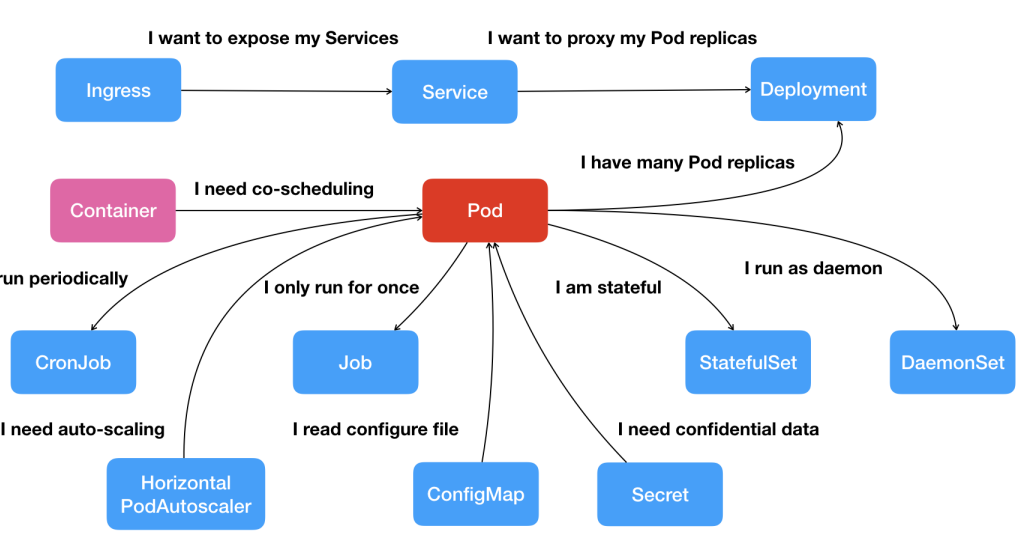 I want to expose my Services
I want to proxy my Pod replicas
Ingress
Service
Deployment
I have many Pod replicas
I need co-scheduling
Container
Pod
run periodically
I only run for once
I am stateful
I run as daemon
CronJob
Job
StatefulSet
DaemonSet
I need auto-scaling
I read configure file
I need confidential data
Horizontal
PodAutoscaler
ConfigMap
Secret